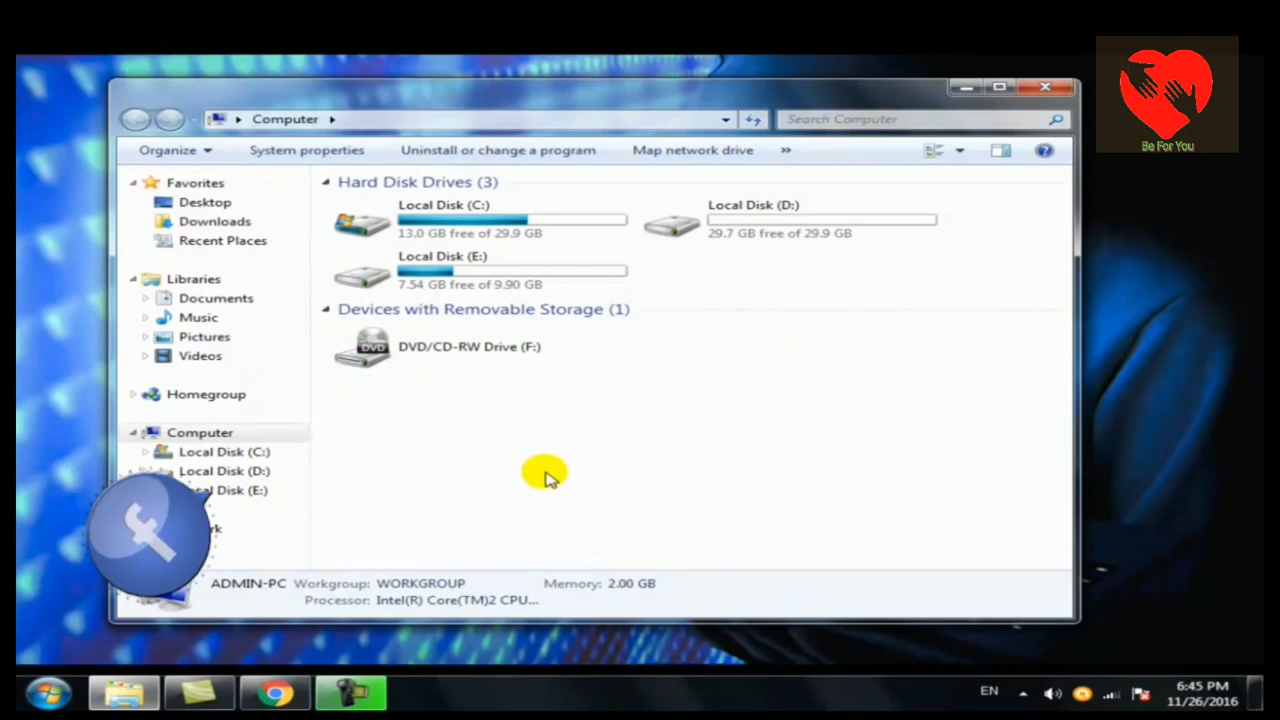 Be For You
Computer
Search Computer
Organize
System properties
Uninstall or change a program
Map network drive
»
Favorites
Desktop
Downloads
Recent Places
Libraries
Documents
Music
Pictures
Videos
Homegroup
Computer
Local Disk (C:)
Local Disk (D:)
Disk (E:)
Hard Disk Drives (3)
Local Disk (C:)
13.0 GB free of 29.9 GB
Local Disk (D:)
29.7 GB free of 29.9 GB
Local Disk (E:)
7.54 GB free of 9.90 GB
Devices with Removable Storage (1)
DVD
DVD/CD-RW Drive (F:)
ADMIN-PC Workgroup: WORKGROUP Memory: 2.00 GB
Processor: Intel(R) Core(TM)2 CPU...
EN
6:45 PM
11/26/2016